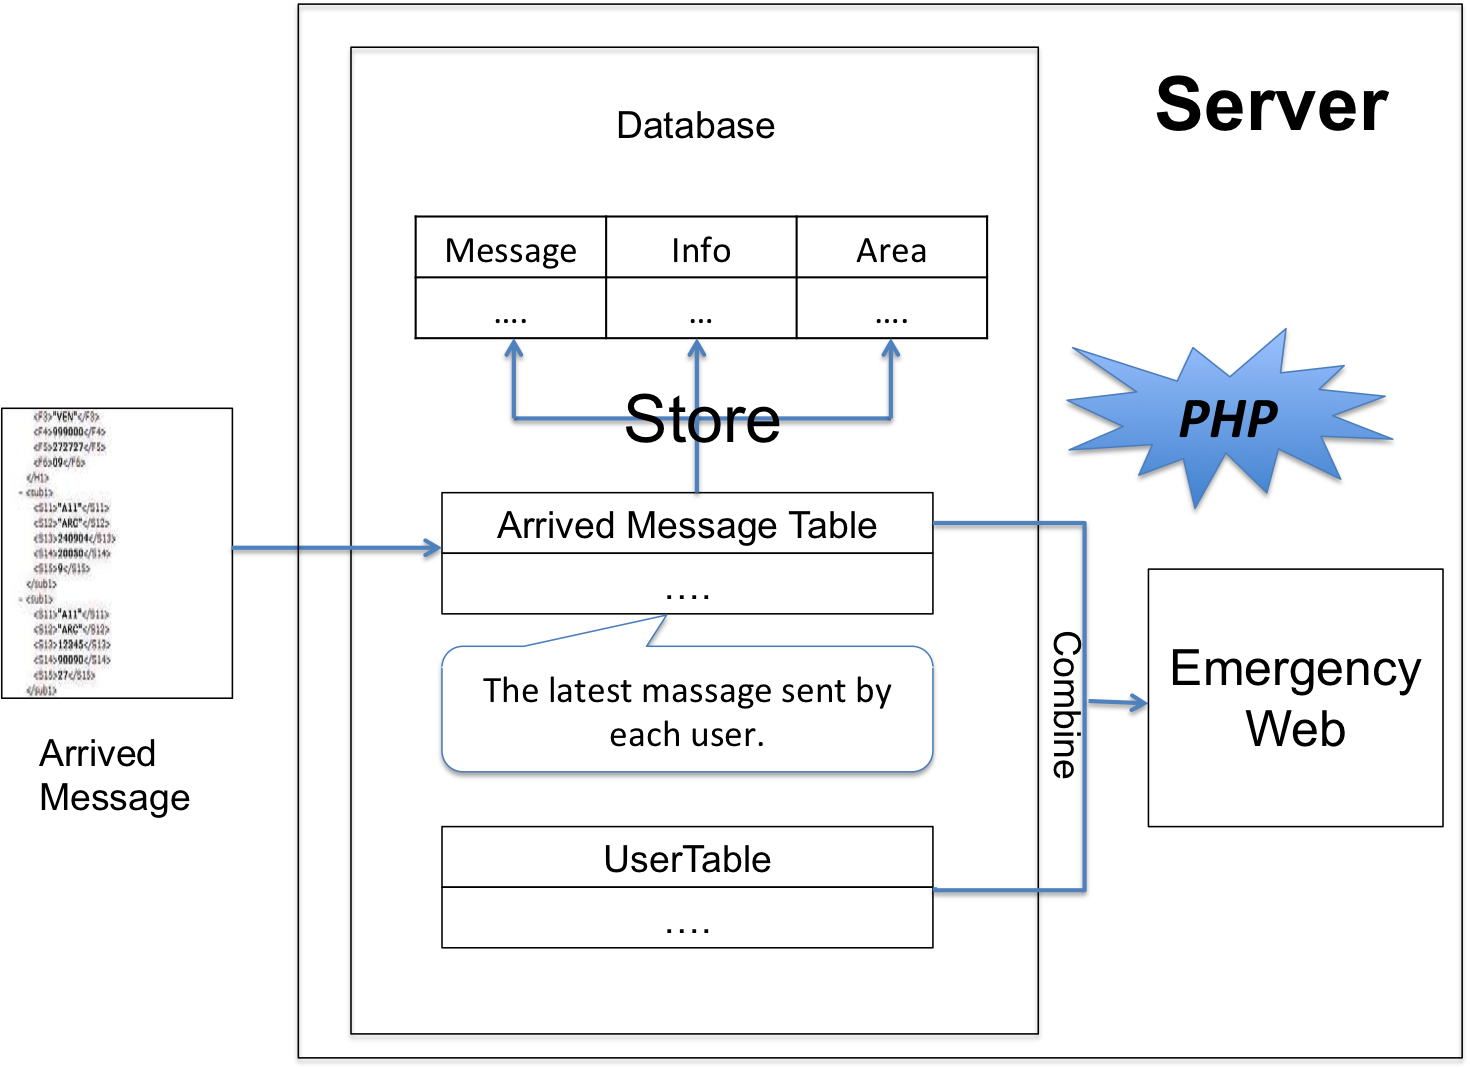 Server
Database
Message Info Area
.... ... ....
Store
PHP
<F3>"YEN"</F3>
<F4>999000</F4>
<F5>272727</F5>
<F6>09</F6>
</H1>
- <sub1>
<S11>"A11"</S11>
<S12>"ARC"</S12>
<S13>240904</S13>
<S14>20050</S14>
<S15>9</S15>
</sub1>
- <sub1>
<S11>"A11"</S11>
<S12>"ARC"</S12>
<S13>12345</S13>
<S14>90090</S14>
<S15>27</S15>
</sub1>
Arrived
Message
Arrived Message Table
....
The latest massage sent by
each user.
Combine
Emergency
Web
UserTable
....